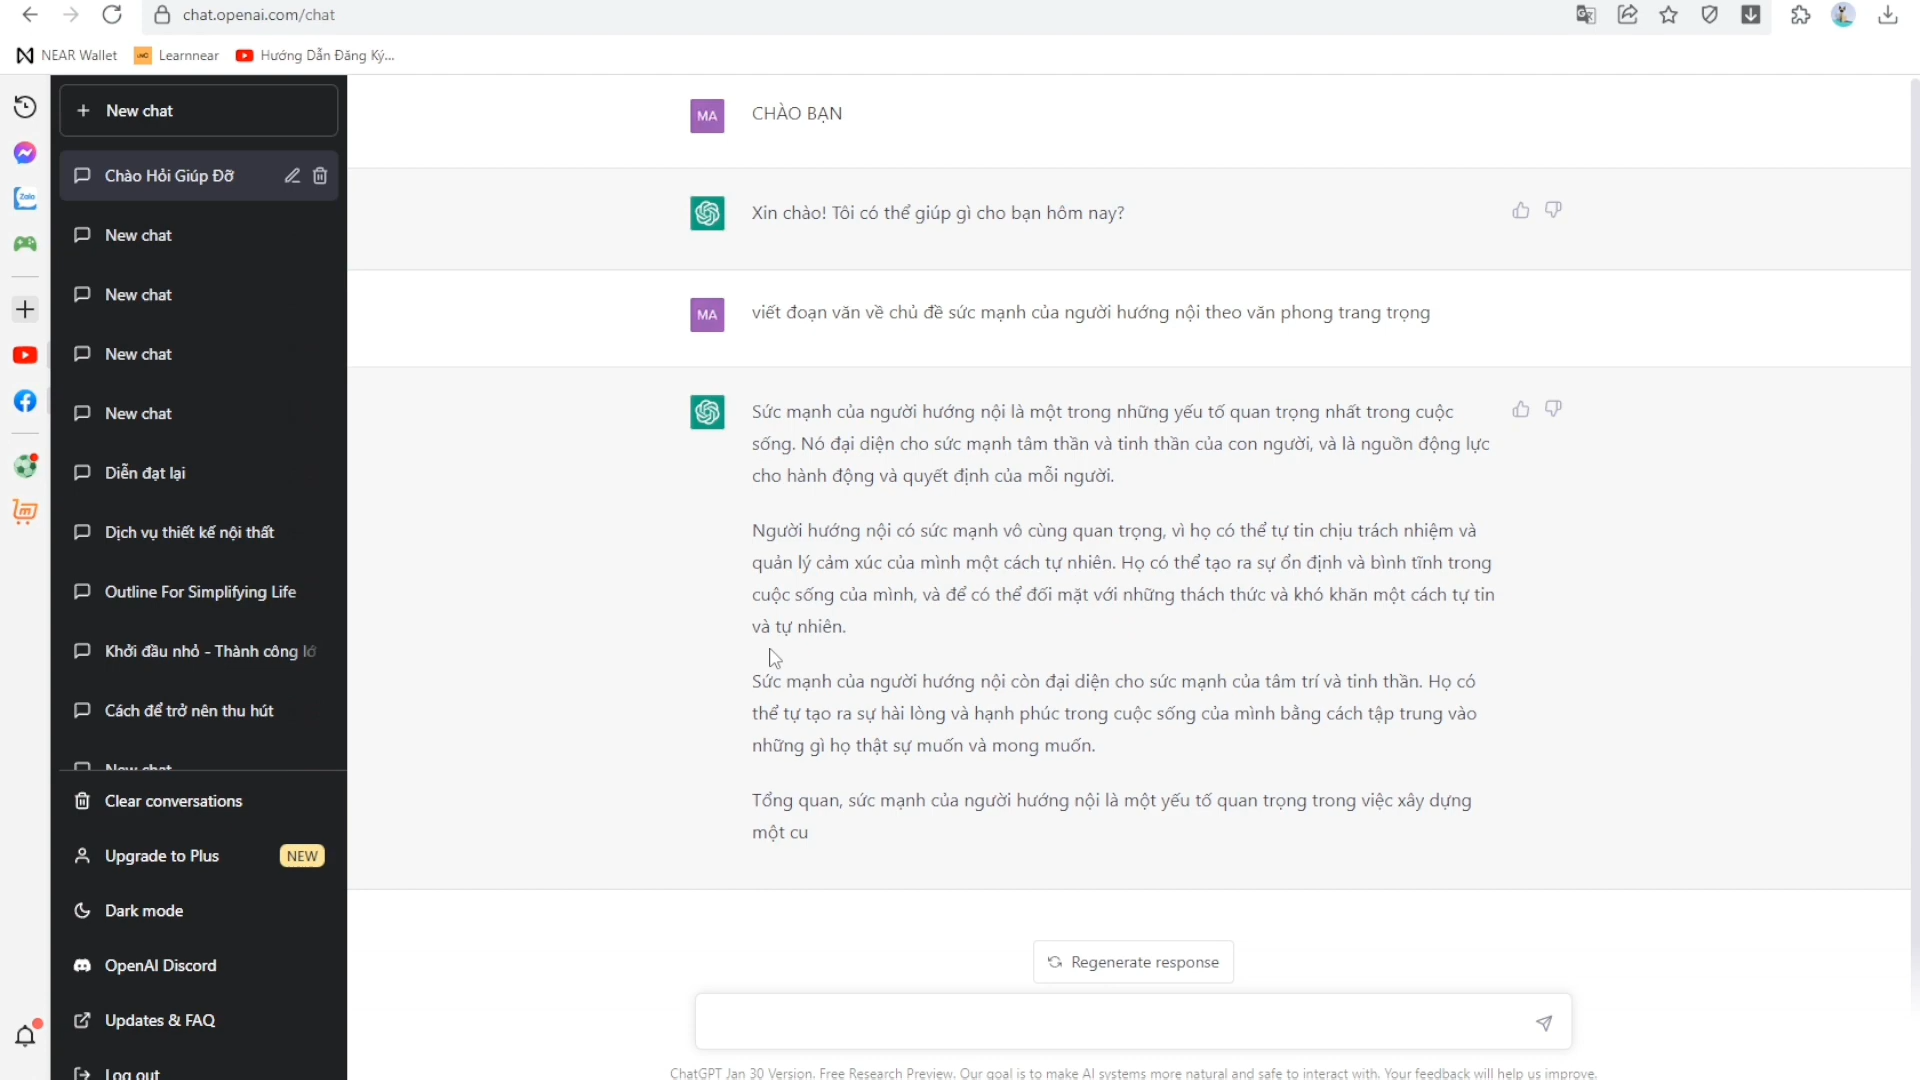 chat.openai.com/chat
NEAR Wallet
Learnnear
Hướng Dẫn Đăng Ký...
New chat
Chào Hỏi Giúp Đỡ
New chat
New chat
New chat
New chat
Diễn đạt lại
Dịch vụ thiết kế nội thất
Outline For Simplifying Life
Khởi đầu nhỏ - Thành công lớ
Cách để trở nên thu hút
New chat
Clear conversations
Upgrade to Plus NEW
Dark mode
OpenAI Discord
Updates & FAQ
Log out
Zalo
MA CHÀO BẠN
Xin chào! Tôi có thể giúp gì cho bạn hôm nay?
MA viết đoạn văn về chủ đề sức mạnh của người hướng nội theo văn phong trang trọng
Sức mạnh của người hướng nội là một trong những yếu tố quan trọng nhất trong cuộc
sống. Nó đại diện cho sức mạnh tâm thần và tinh thần của con người, và là nguồn động lực
cho hành động và quyết định của mỗi người.
Người hướng nội có sức mạnh vô cùng quan trọng, vì họ có thể tự tin chịu trách nhiệm và
quản lý cảm xúc của mình một cách tự nhiên. Họ có thể tạo ra sự ổn định và bình tĩnh trong
cuộc sống của mình, và để có thể đối mặt với những thách thức và khó khăn một cách tự tin
và tự nhiên.
Sức mạnh của người hướng nội còn đại diện cho sức mạnh của tâm trí và tinh thần. Họ có
thể tự tạo ra sự hài lòng và hạnh phúc trong cuộc sống của mình bằng cách tập trung vào
những gì họ thật sự muốn và mong muốn.
Tổng quan, sức mạnh của người hướng nội là một yếu tố quan trọng trong việc xây dựng
một cu
Regenerate response
ChatGPT Jan 30 Version. Free Research Preview. Our goal is to make AI systems more natural and safe to interact with. Your feedback will help us improve.